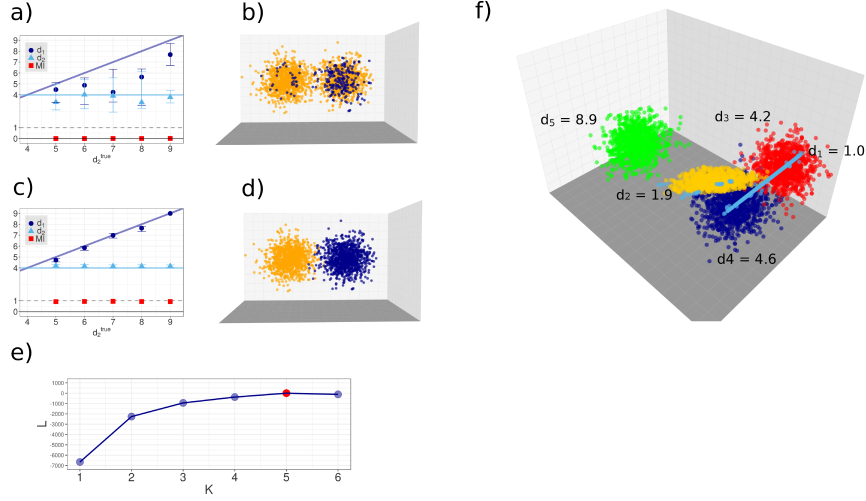 a)
9
8
7
6
5
4
1
0
d1
d2
MI
4 5 6 7 8 9
d2true
b)
c)
9
8
7
6
5
4
1
0
d1
d2
MI
4 5 6 7 8 9
d2true
d)
e)
L
1000
0
-1000
-2000
-3000
-4000
-5000
-6000
-7000
1 2 3 4 5 6
K
f)
d5 = 8.9
d3 = 4.2
d1 = 1.0
d2 = 1.9
d4 = 4.6